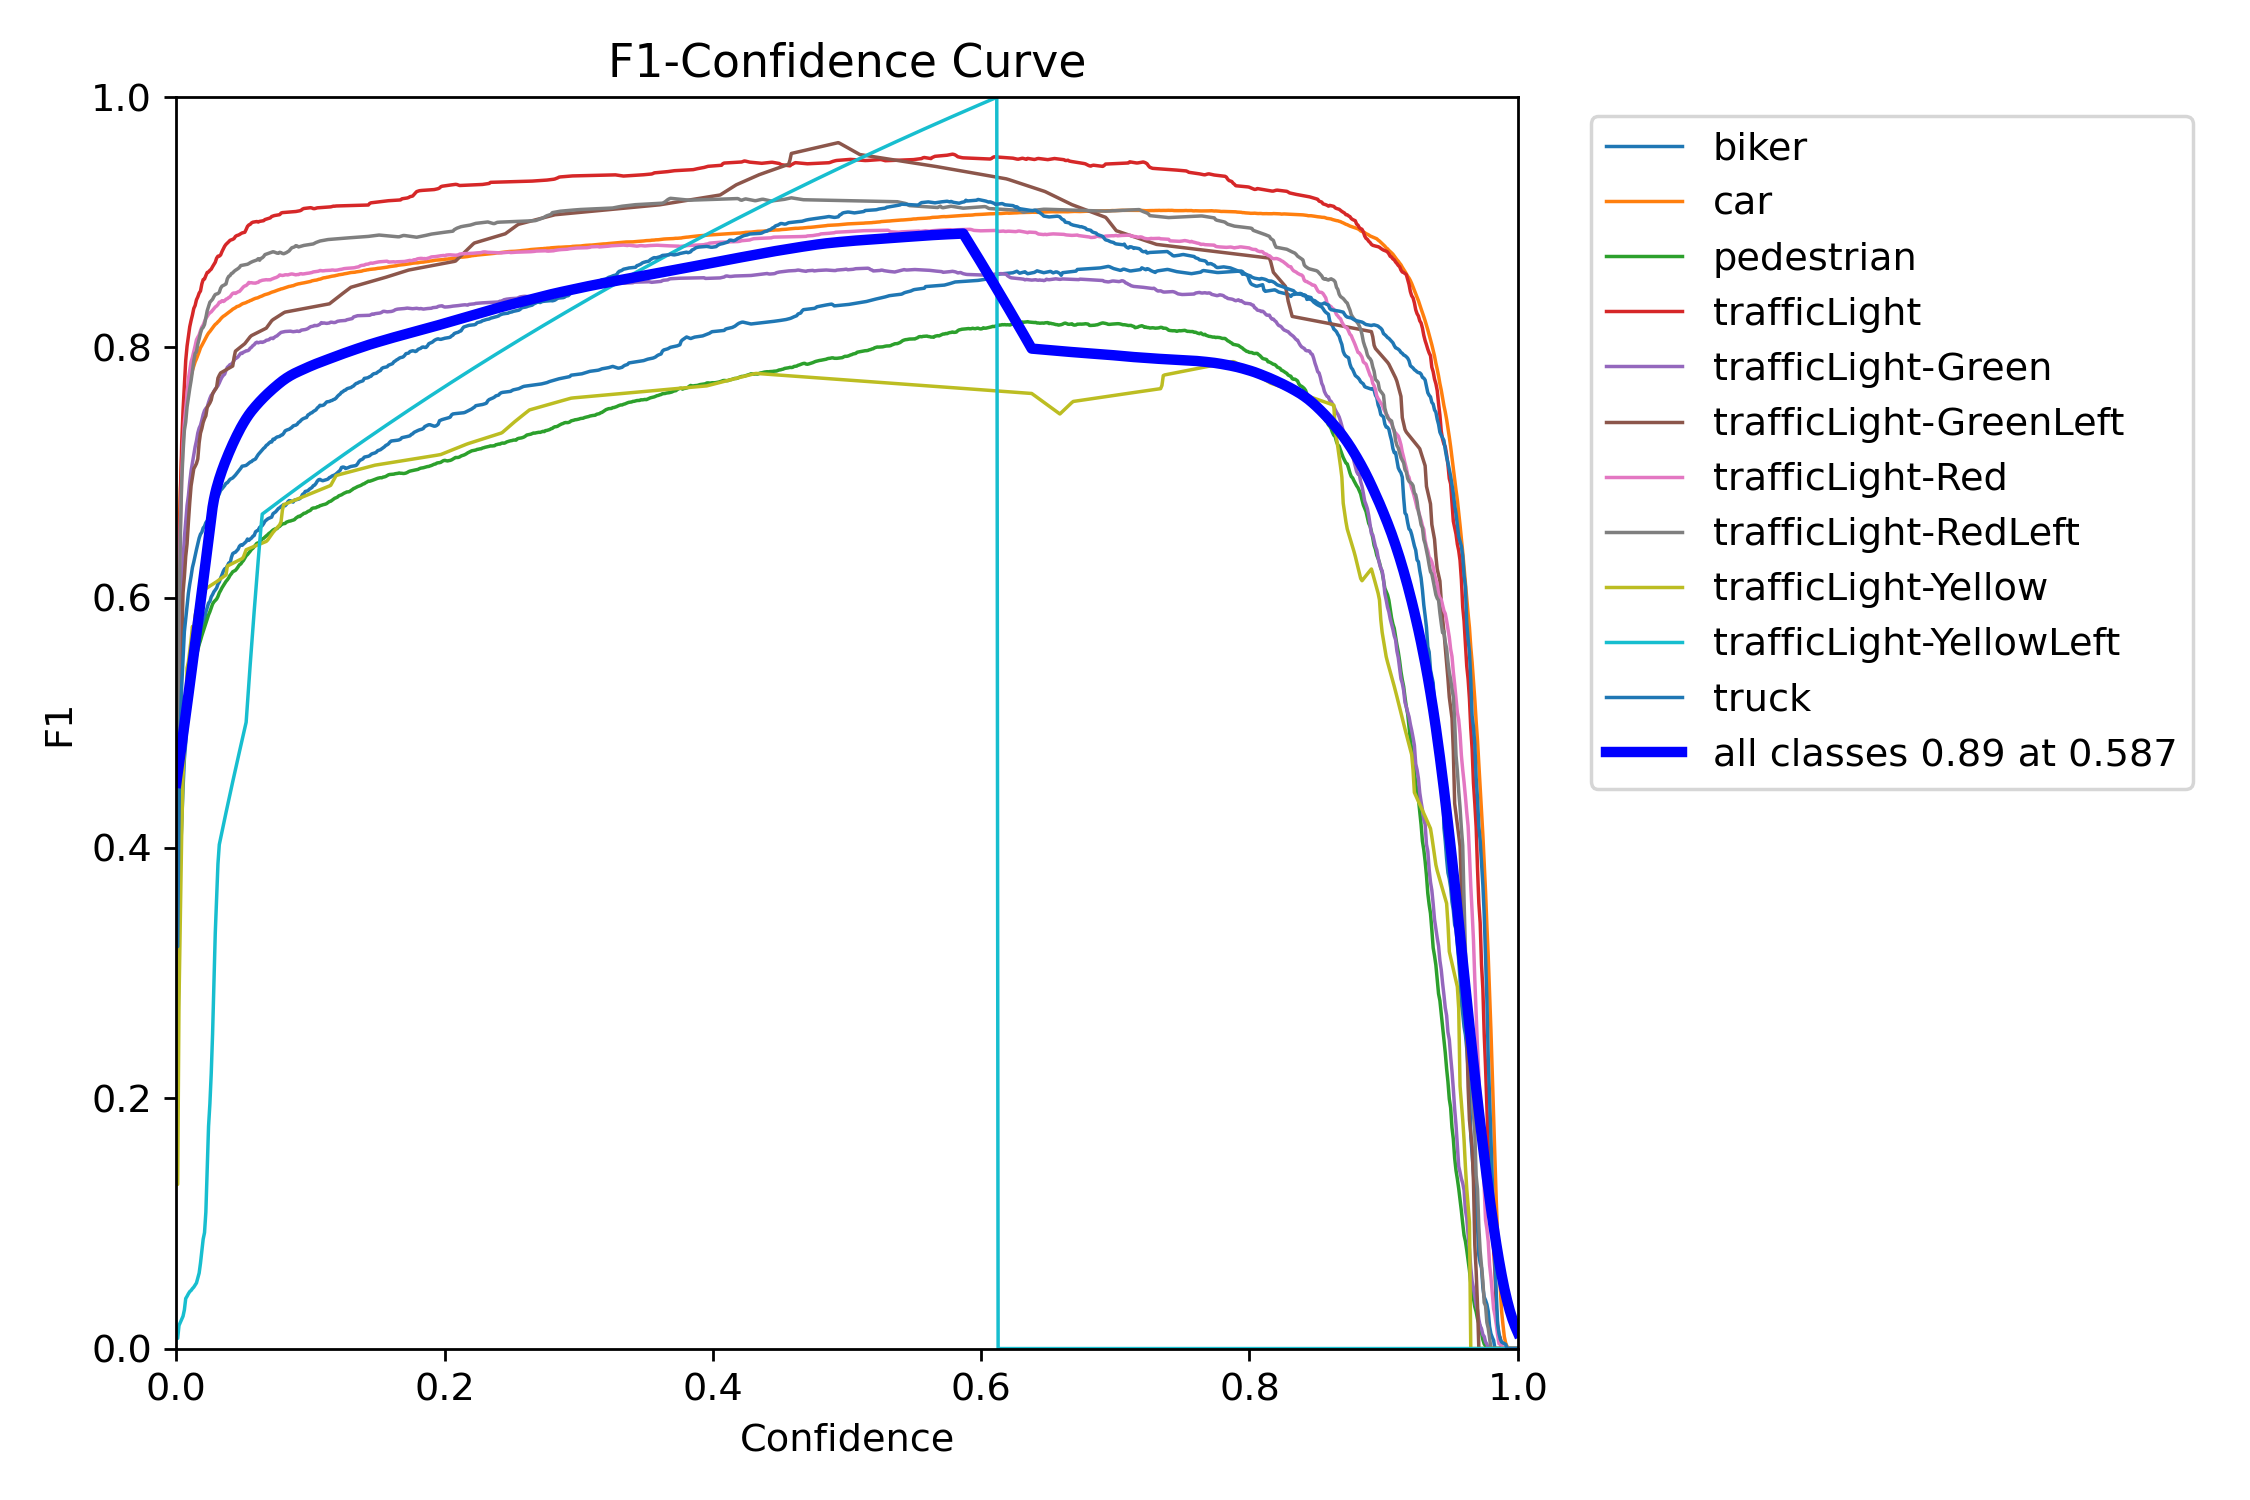 F1-Confidence Curve
1.0
0.8
0.6
0.4
0.2
0.0
F1
0.0 0.2 0.4 0.6 0.8 1.0
Confidence
biker
car
pedestrian
trafficLight
trafficLight-Green
trafficLight-GreenLeft
trafficLight-Red
trafficLight-RedLeft
trafficLight-Yellow
trafficLight-YellowLeft
truck
all classes 0.89 at 0.587